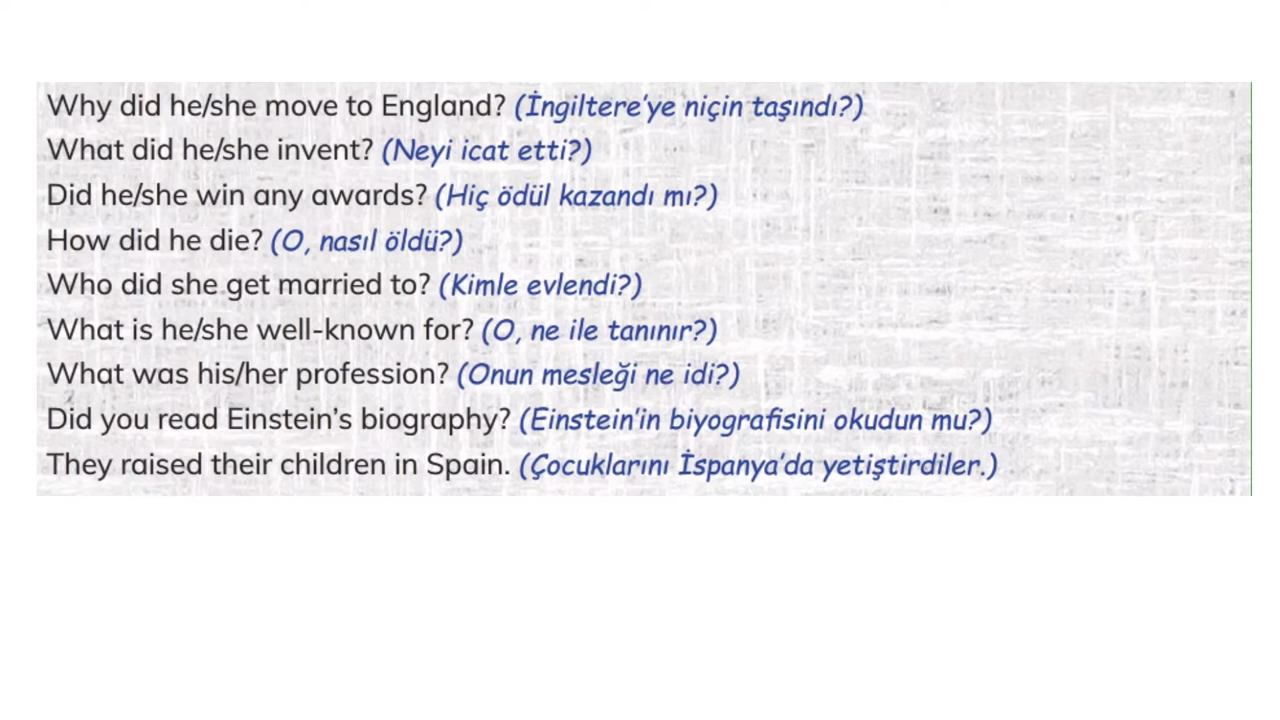 Why did he/she move to England? (İngiltere'ye niçin taşındı?)
What did he/she invent? (Neyi icat etti?)
Did he/she win any awards? (Hiç ödül kazandı mı?)
How did he die? (O, nasıl öldü?)
Who did she get married to? (Kimle evlendi?)
What is he/she well-known for? (O, ne ile tanınır?)
What was his/her profession? (Onun mesleği ne idi?)
Did you read Einstein's biography? (Einstein'in biyografisini okudun mu?)
They raised their children in Spain. (Çocuklarını İspanya'da yetiştirdiler.)